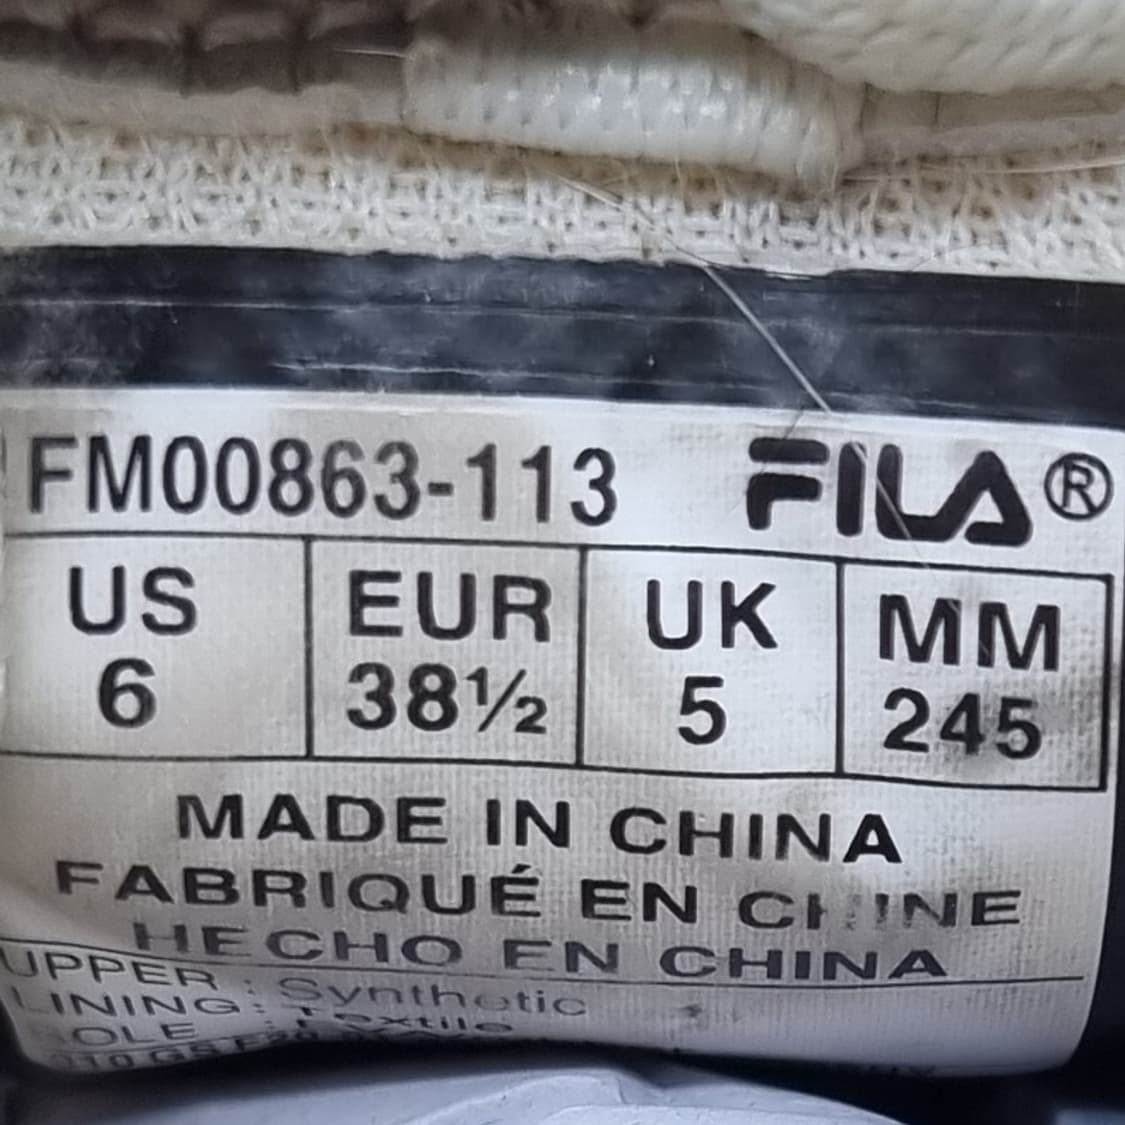 FM00863-113 FILA®
US EUR UK MM
6 38½ 5 245
MADE IN CHINA
FABRIQUÉ EN CHINE
HECHO EN CHINA
UPPER : Synthetic
LINING: Textile
SOLE :